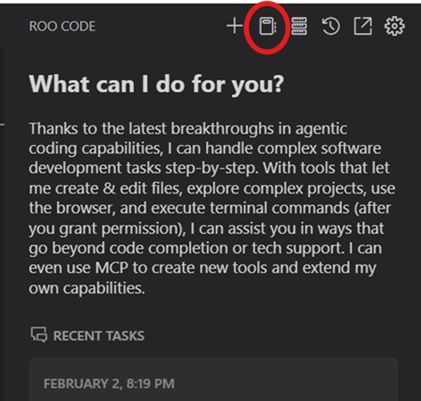 ROO CODE
What can I do for you?
Thanks to the latest breakthroughs in agentic
coding capabilities, I can handle complex software
development tasks step-by-step. With tools that let
me create & edit files, explore complex projects, use
the browser, and execute terminal commands (after
you grant permission), I can assist you in ways that
go beyond code completion or tech support. I can
even use MCP to create new tools and extend my
own capabilities.
RECENT TASKS
FEBRUARY 2, 8:19 PM